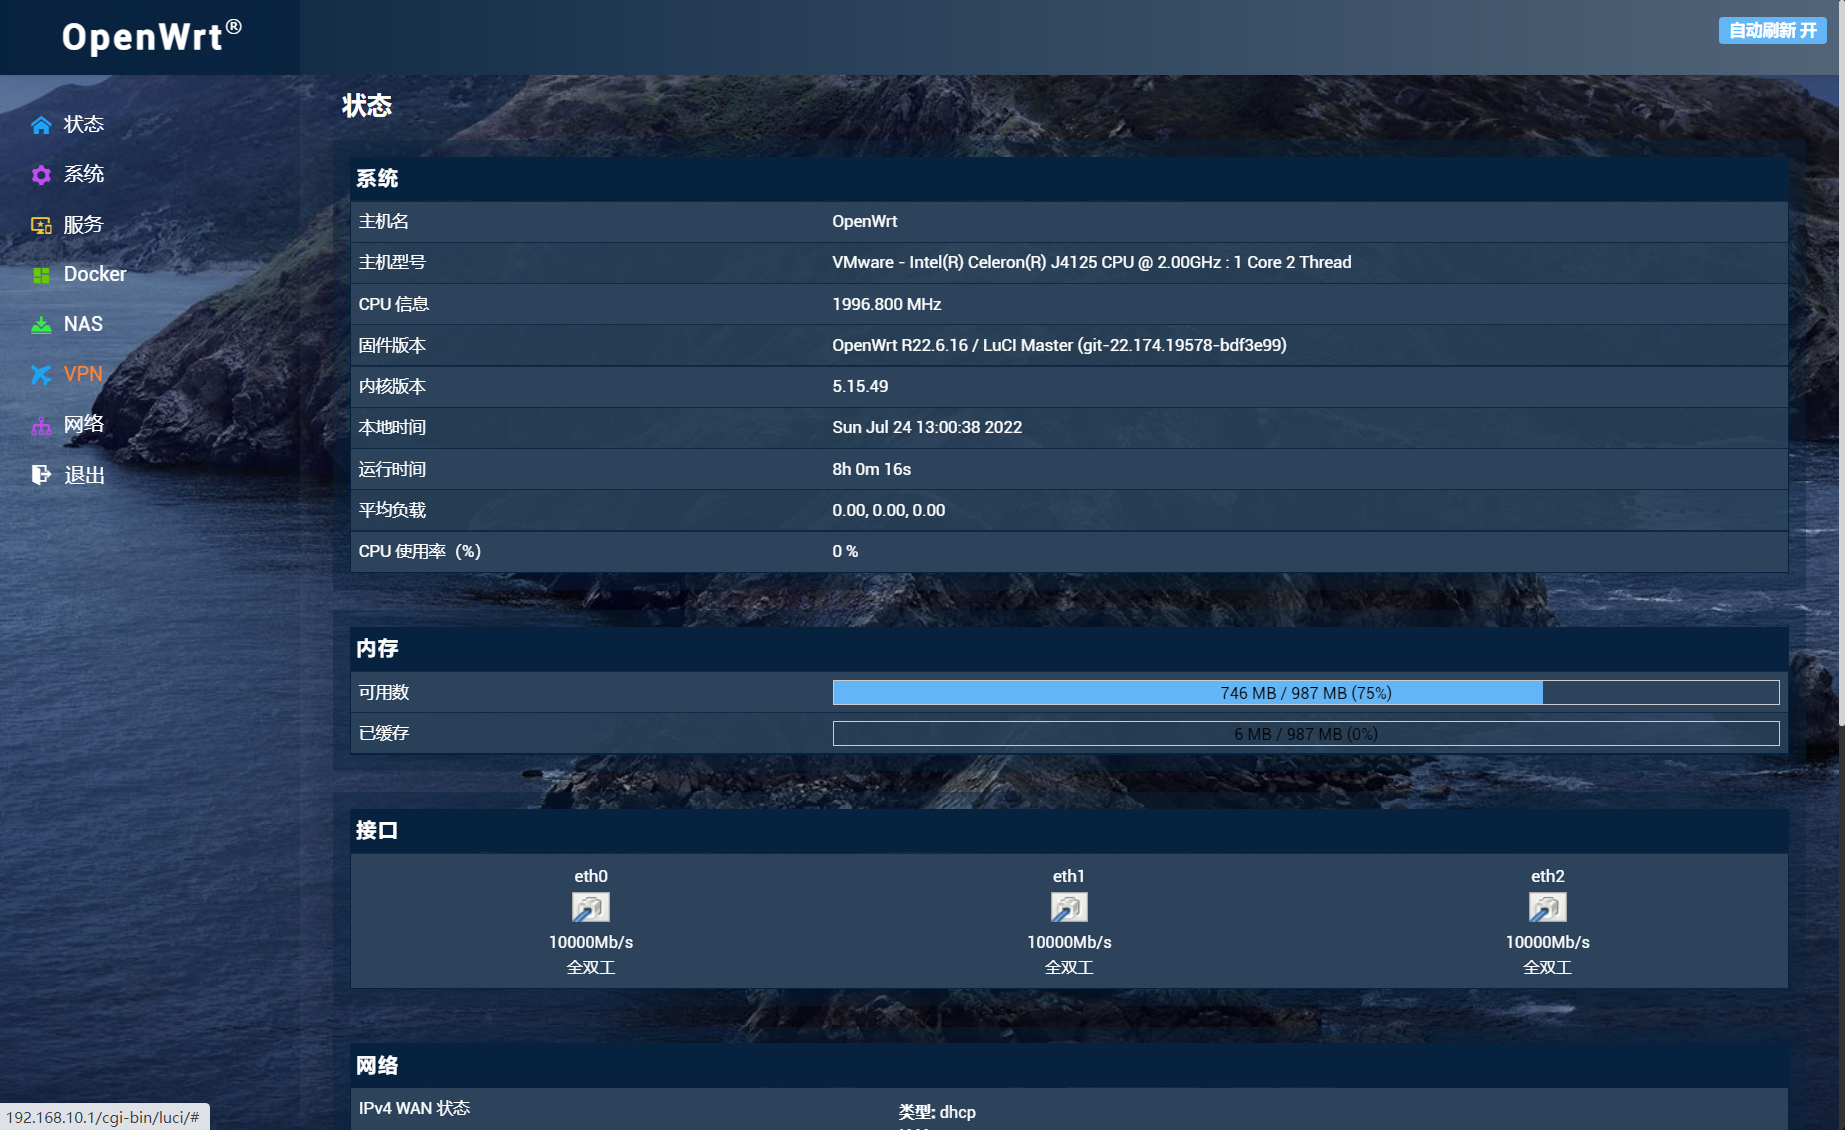 OpenWrt®
自动刷新 开
状态
系统
服务
Docker
NAS
VPN
网络
退出
状态
系统
主机名 OpenWrt
主机型号 VMware - Intel(R) Celeron(R) J4125 CPU @ 2.00GHz : 1 Core 2 Thread
CPU 信息 1996.800 MHz
固件版本 OpenWrt R22.6.16 / LuCI Master (git-22.174.19578-bdf3e99)
内核版本 5.15.49
本地时间 Sun Jul 24 13:00:38 2022
运行时间 8h 0m 16s
平均负载 0.00, 0.00, 0.00
CPU 使用率（%） 0 %
内存
可用数 746 MB / 987 MB (75%)
已缓存 6 MB / 987 MB (0%)
接口
eth0 eth1 eth2
10000Mb/s 10000Mb/s 10000Mb/s
全双工 全双工 全双工
网络
IPv4 WAN 状态 类型: dhcp
192.168.10.1/cgi-bin/luci/#